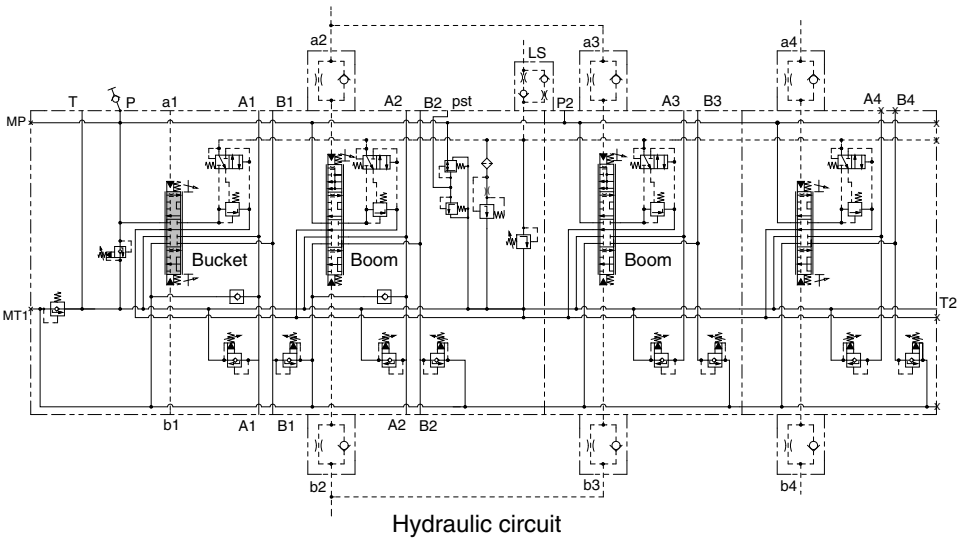 a2 LS a3 a4
T P a1 A1 B1 A2 B2 pst P2 A3 B3 A4 B4
MP
Bucket Boom Boom
MT1 T2
b1 A1 B1 A2 B2
b2 b3 b4
Hydraulic circuit